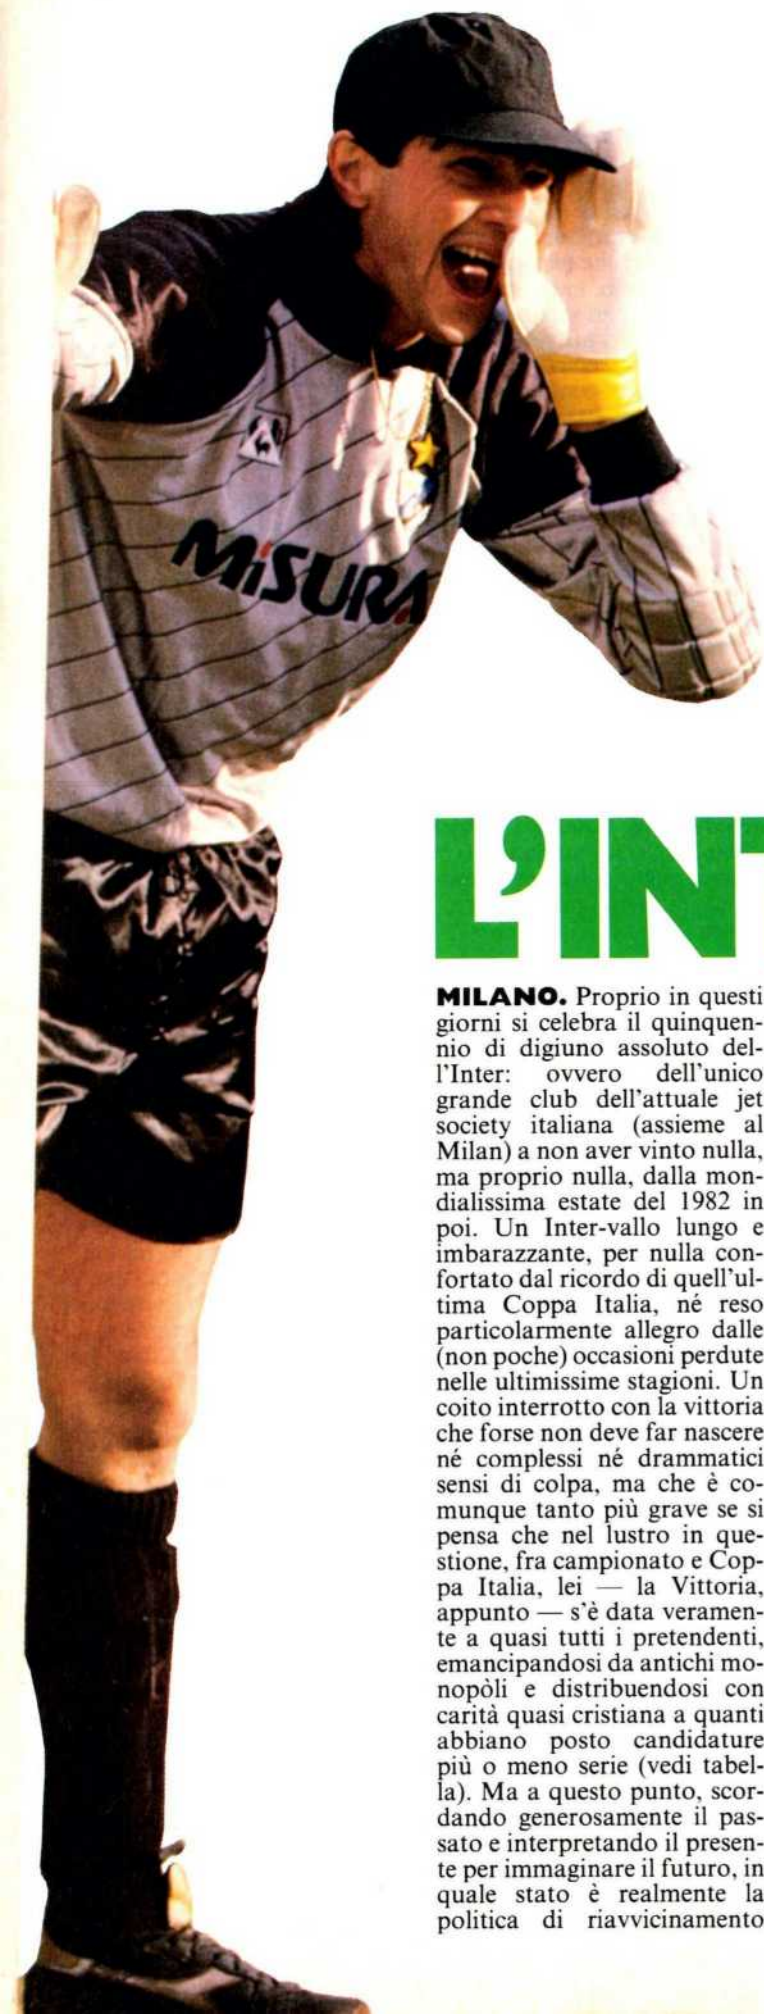 MiSURA
L'INT
MILANO. Proprio in questi
giorni si celebra il quinquen-
nio di digiuno assoluto del-
l'Inter: ovvero dell'unico
grande club dell'attuale jet
society italiana (assieme al
Milan) a non aver vinto nulla,
ma proprio nulla, dalla mon-
dialissima estate del 1982 in
poi. Un Inter-vallo lungo e
imbarazzante, per nulla con-
fortato dal ricordo di quell'ul-
tima Coppa Italia, né reso
particolarmente allegro dalle
(non poche) occasioni perdute
nelle ultimissime stagioni. Un
coito interrotto con la vittoria
che forse non deve far nascere
né complessi né drammatici
sensi di colpa, ma che è co-
munque tanto più grave se si
pensa che nel lustro in que-
stione, fra campionato e Cop-
pa Italia, lei — la Vittoria,
appunto — s'è data veramen-
te a quasi tutti i pretendenti,
emancipandosi da antichi mo-
nopòli e distribuendosi con
carità quasi cristiana a quanti
abbiano posto candidature
più o meno serie (vedi tabel-
la). Ma a questo punto, scor-
dando generosamente il pas-
sato e interpretando il presen-
te per immaginare il futuro, in
quale stato è realmente la
politica di riavvicinamento